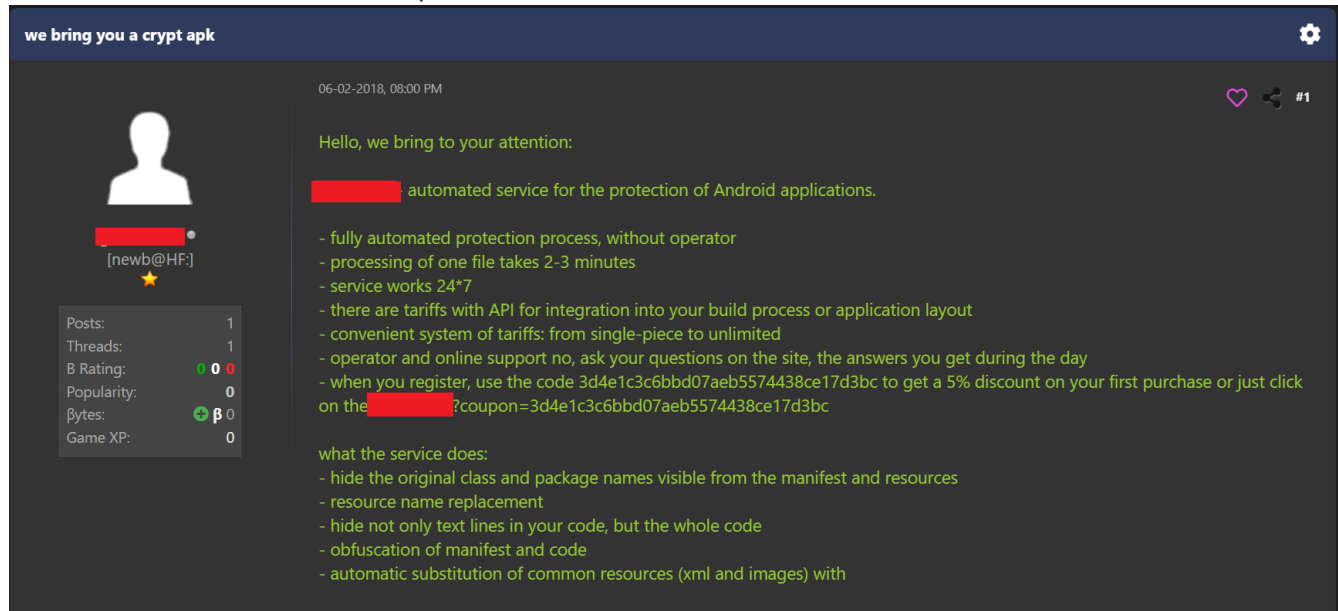 we bring you a crypt apk
06-02-2018, 08:00 PM
#1
Hello, we bring to your attention:
- automated service for the protection of Android applications.
[newb@HF:]
- fully automated protection process, without operator
- processing of one file takes 2-3 minutes
- service works 24*7
- there are tariffs with API for integration into your build process or application layout
- convenient system of tariffs: from single-piece to unlimited
- operator and online support no, ask your questions on the site, the answers you get during the day
- when you register, use the code 3d4e1c3c6bbd07aeb5574438ce17d3bc to get a 5% discount on your first purchase or just click
on the ?coupon=3d4e1c3c6bbd07aeb5574438ce17d3bc
Posts: 1
Threads: 1
B Rating: 0 0 0
Popularity: 0
βytes: β 0
Game XP: 0
what the service does:
- hide the original class and package names visible from the manifest and resources
- resource name replacement
- hide not only text lines in your code, but the whole code
- obfuscation of manifest and code
- automatic substitution of common resources (xml and images) with